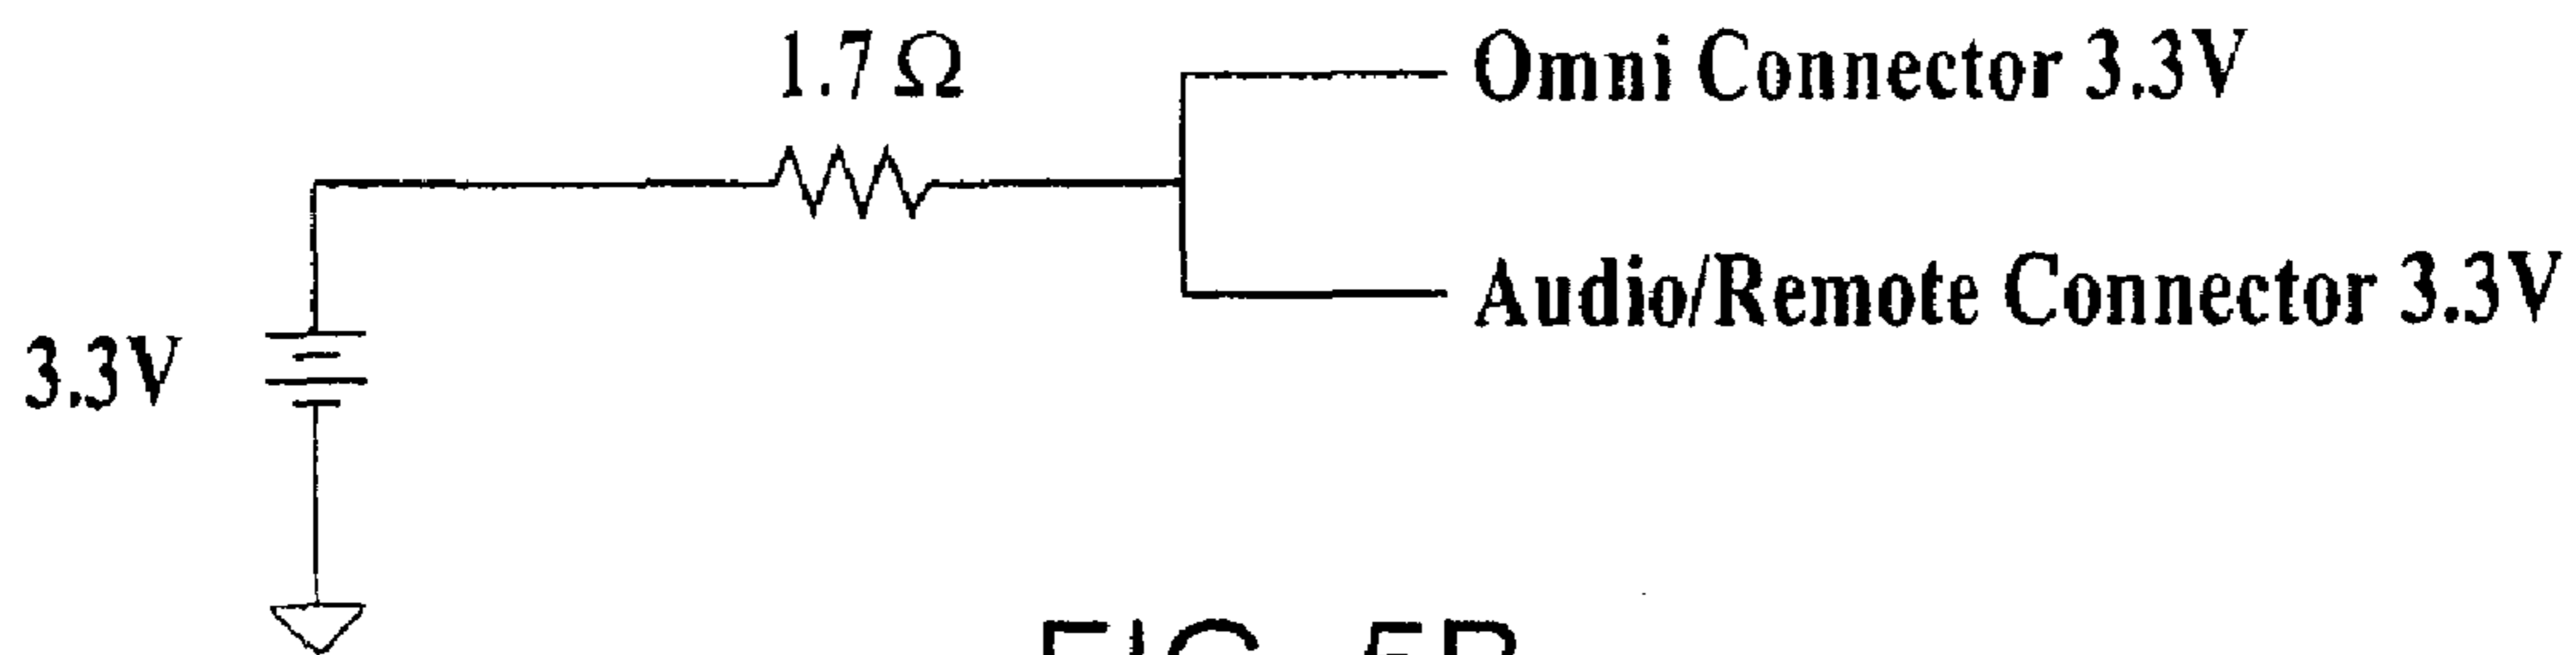 1.7 Ω
Omni Connector 3.3V
Audio/Remote Connector 3.3V
3.3V